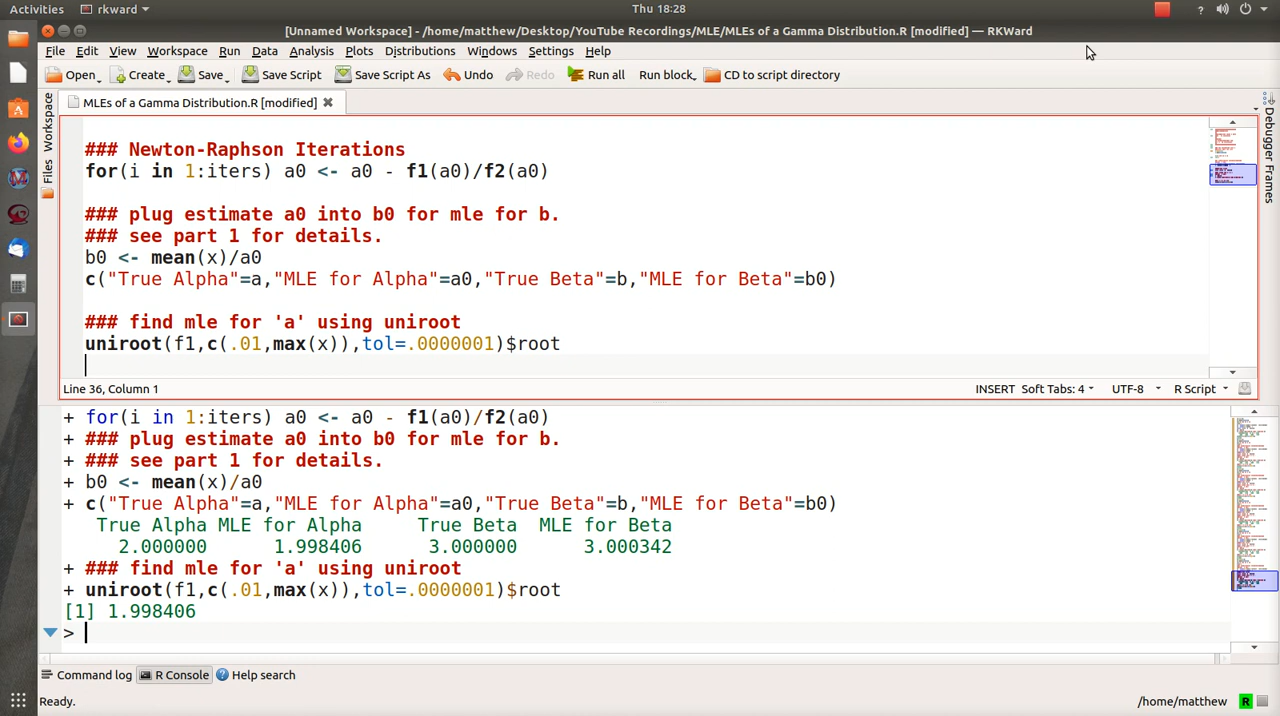 Activities rkward Thu 18:28 ?
[Unnamed Workspace] - /home/matthew/Desktop/YouTube Recordings/MLE/MLEs of a Gamma Distribution.R [modified] — RKWard
File Edit View Workspace Run Data Analysis Plots Distributions Windows Settings Help
Open Create Save Save Script Save Script As Undo Redo Run all Run block CD to script directory
MLEs of a Gamma Distribution.R [modified]
Workspace
Files
Debugger Frames
### Newton-Raphson Iterations
for(i in 1:iters) a0 <- a0 - f1(a0)/f2(a0)
### plug estimate a0 into b0 for mle for b.
### see part 1 for details.
b0 <- mean(x)/a0
c("True Alpha"=a,"MLE for Alpha"=a0,"True Beta"=b,"MLE for Beta"=b0)
### find mle for 'a' using uniroot
uniroot(f1,c(.01,max(x)),tol=.0000001)$root
Line 36, Column 1 INSERT Soft Tabs: 4 UTF-8 R Script
+ for(i in 1:iters) a0 <- a0 - f1(a0)/f2(a0)
+ ### plug estimate a0 into b0 for mle for b.
+ ### see part 1 for details.
+ b0 <- mean(x)/a0
+ c("True Alpha"=a,"MLE for Alpha"=a0,"True Beta"=b,"MLE for Beta"=b0)
True Alpha MLE for Alpha True Beta MLE for Beta
2.000000 1.998406 3.000000 3.000342
+ ### find mle for 'a' using uniroot
+ uniroot(f1,c(.01,max(x)),tol=.0000001)$root
[1] 1.998406
>
Command log R Console Help search
Ready. /home/matthew R